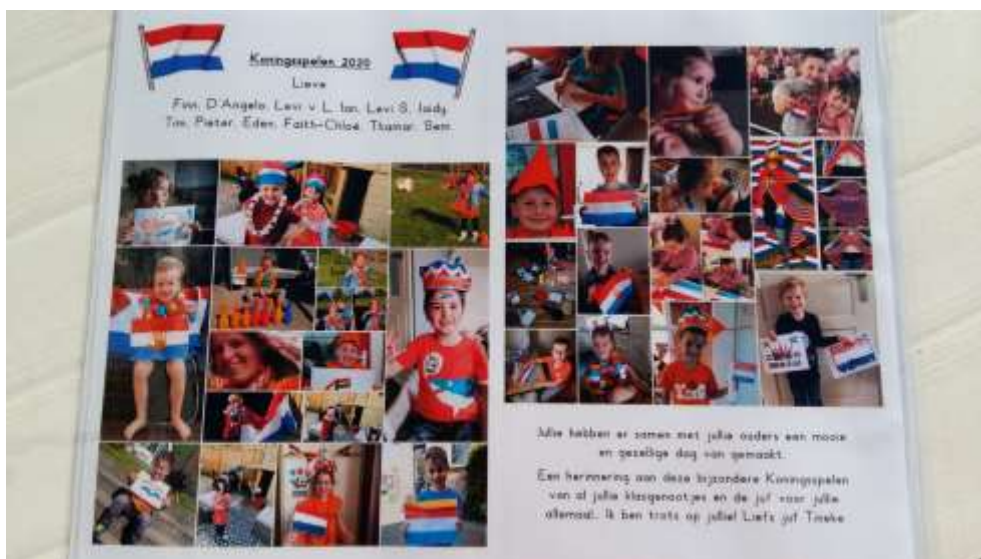 Koningsspelen 2020
Lieve
Finn, D'Angelo, Levi v L, Ian, Levi S, Jaidy,
Tim, Pieter, Eden, Faith-Chloé, Thamar, Sem
Jullie hebben er samen met jullie ouders een mooie
en gezellige dag van gemaakt.
Een herinnering aan deze bijzondere Koningsspelen
van al jullie klasgenootjes en de juf voor jullie
allemaal. Ik ben trots op jullie! Liefs juf Tineke